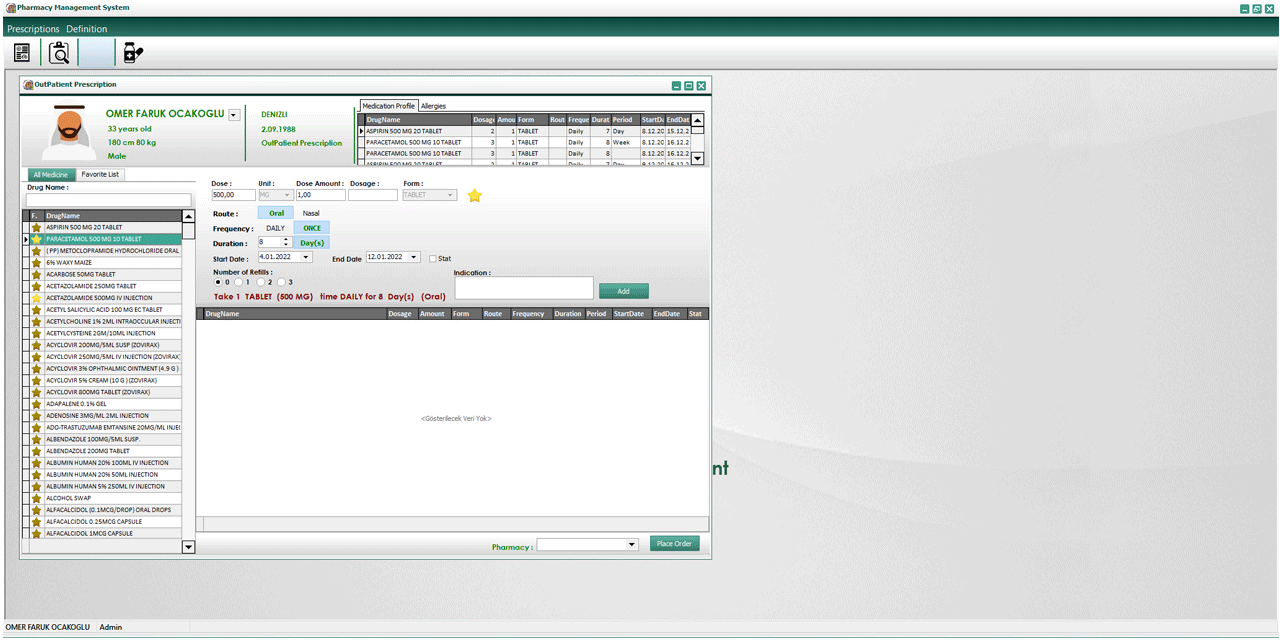 Pharmacy Management System
Prescriptions Definition
OutPatient Prescription
OMER FARUK OCAKOGLU
33 years old
180 cm 80 kg
Male
DENIZLI
2.09.1988
OutPatient Prescription
Medication Profile Allergies
DrugName Dosage Amou Form Rout Freque Durat Period StartDa EndDat
ASPIRIN 500 MG 20 TABLET 2 1 TABLET Daily 7 Day 8.12.20 15.12.2
PARACETAMOL 500 MG 10 TABLET 3 1 TABLET Daily 8 Week 8.12.20 16.12.2
PARACETAMOL 500 MG 10 TABLET 3 1 TABLET Daily 8 8.12.20 16.12.2
ASPIRIN 500 MG 20 TABLET 2 1 TABLET Daily 7 Day
All Medicine Favorite List
Drug Name :
F. DrugName
ASPIRIN 500 MG 20 TABLET
PARACETAMOL 500 MG 10 TABLET
( PP) METOCLOPRAMIDE HYDROCHLORIDE ORAL
6% WAXY MAIZE
ACARBOSE 50MG TABLET
ACETAZOLAMIDE 250MG TABLET
ACETAZOLAMIDE 500MG IV INJECTION
ACETYL SALICYLIC ACID 100 MG EC TABLET
ACETYLCHOLINE 1% 2ML INTRAOCCULAR INJECTI
ACETYLCYSTEINE 2GM/10ML INJECTION
ACYCLOVIR 200MG/5ML SUSP (ZOVIRAX)
ACYCLOVIR 250MG/5ML IV INJECTION (ZOVIRAX)
ACYCLOVIR 3% OPHTHALMIC OINTMENT (4.9 G )
ACYCLOVIR 5% CREAM (10 G ) (ZOVIRAX)
ACYCLOVIR 800MG TABLET (ZOVIRAX)
ADAPALENE 0.1% GEL
ADENOSINE 3MG/ML 2ML INJECTION
ADO-TRASTUZUMAB EMTANSINE 20MG/ML INJEC
ALBENDAZOLE 100MG/5ML SUSP.
ALBENDAZOLE 200MG TABLET
ALBUMIN HUMAN 20% 100ML IV INJECTION
ALBUMIN HUMAN 20% 50ML INJECTION
ALBUMIN HUMAN 5% 250ML IV INJECTION
ALCOHOL SWAP
ALFACALCIDOL (0.1MCG/DROP) ORAL DROPS
ALFACALCIDOL 0.25MCG CAPSULE
ALFACALCIDOL 1MCG CAPSULE
Dose : Unit : Dose Amount : Dosage : Form :
500,00 MG 1,00 TABLET
Route : Oral Nasal
Frequency : DAILY ONCE
Duration : 8 Day(s)
Start Date : 4.01.2022 End Date 12.01.2022 Stat
Number of Refills : Indication :
0 1 2 3
Add
Take 1 TABLET (500 MG) time DAILY for 8 Day(s) (Oral)
DrugName Dosage Amount Form Route Frequency Duration Period StartDate EndDate Stat
<Gösterilecek Veri Yok>
nt
Pharmacy : Place Order
OMER FARUK OCAKOGLU Admin